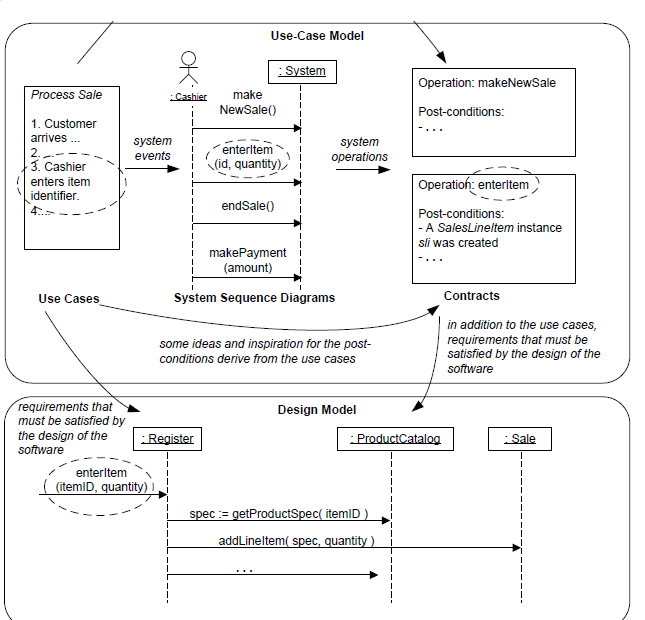 Use-Case Model
Process Sale
1. Customer
arrives ...
2. ...
3. Cashier
enters item
identifier.
4....
system
events
: Cashier
: System
make
NewSale()
enterItem
(id, quantity)
endSale()
makePayment
(amount)
system
operations
Operation: makeNewSale
Post-conditions:
- . . .
Operation: enterItem
Post-conditions:
- A SalesLineItem instance
sli was created
- . . .
Use Cases
System Sequence Diagrams
Contracts
some ideas and inspiration for the post-
conditions derive from the use cases
in addition to the use cases,
requirements that must be
satisfied by the design of the
software
Design Model
requirements that
must be satisfied by
the design of the
software
: Register
: ProductCatalog
: Sale
enterItem
(itemID, quantity)
spec := getProductSpec( itemID )
addLineItem( spec, quantity )
. . .